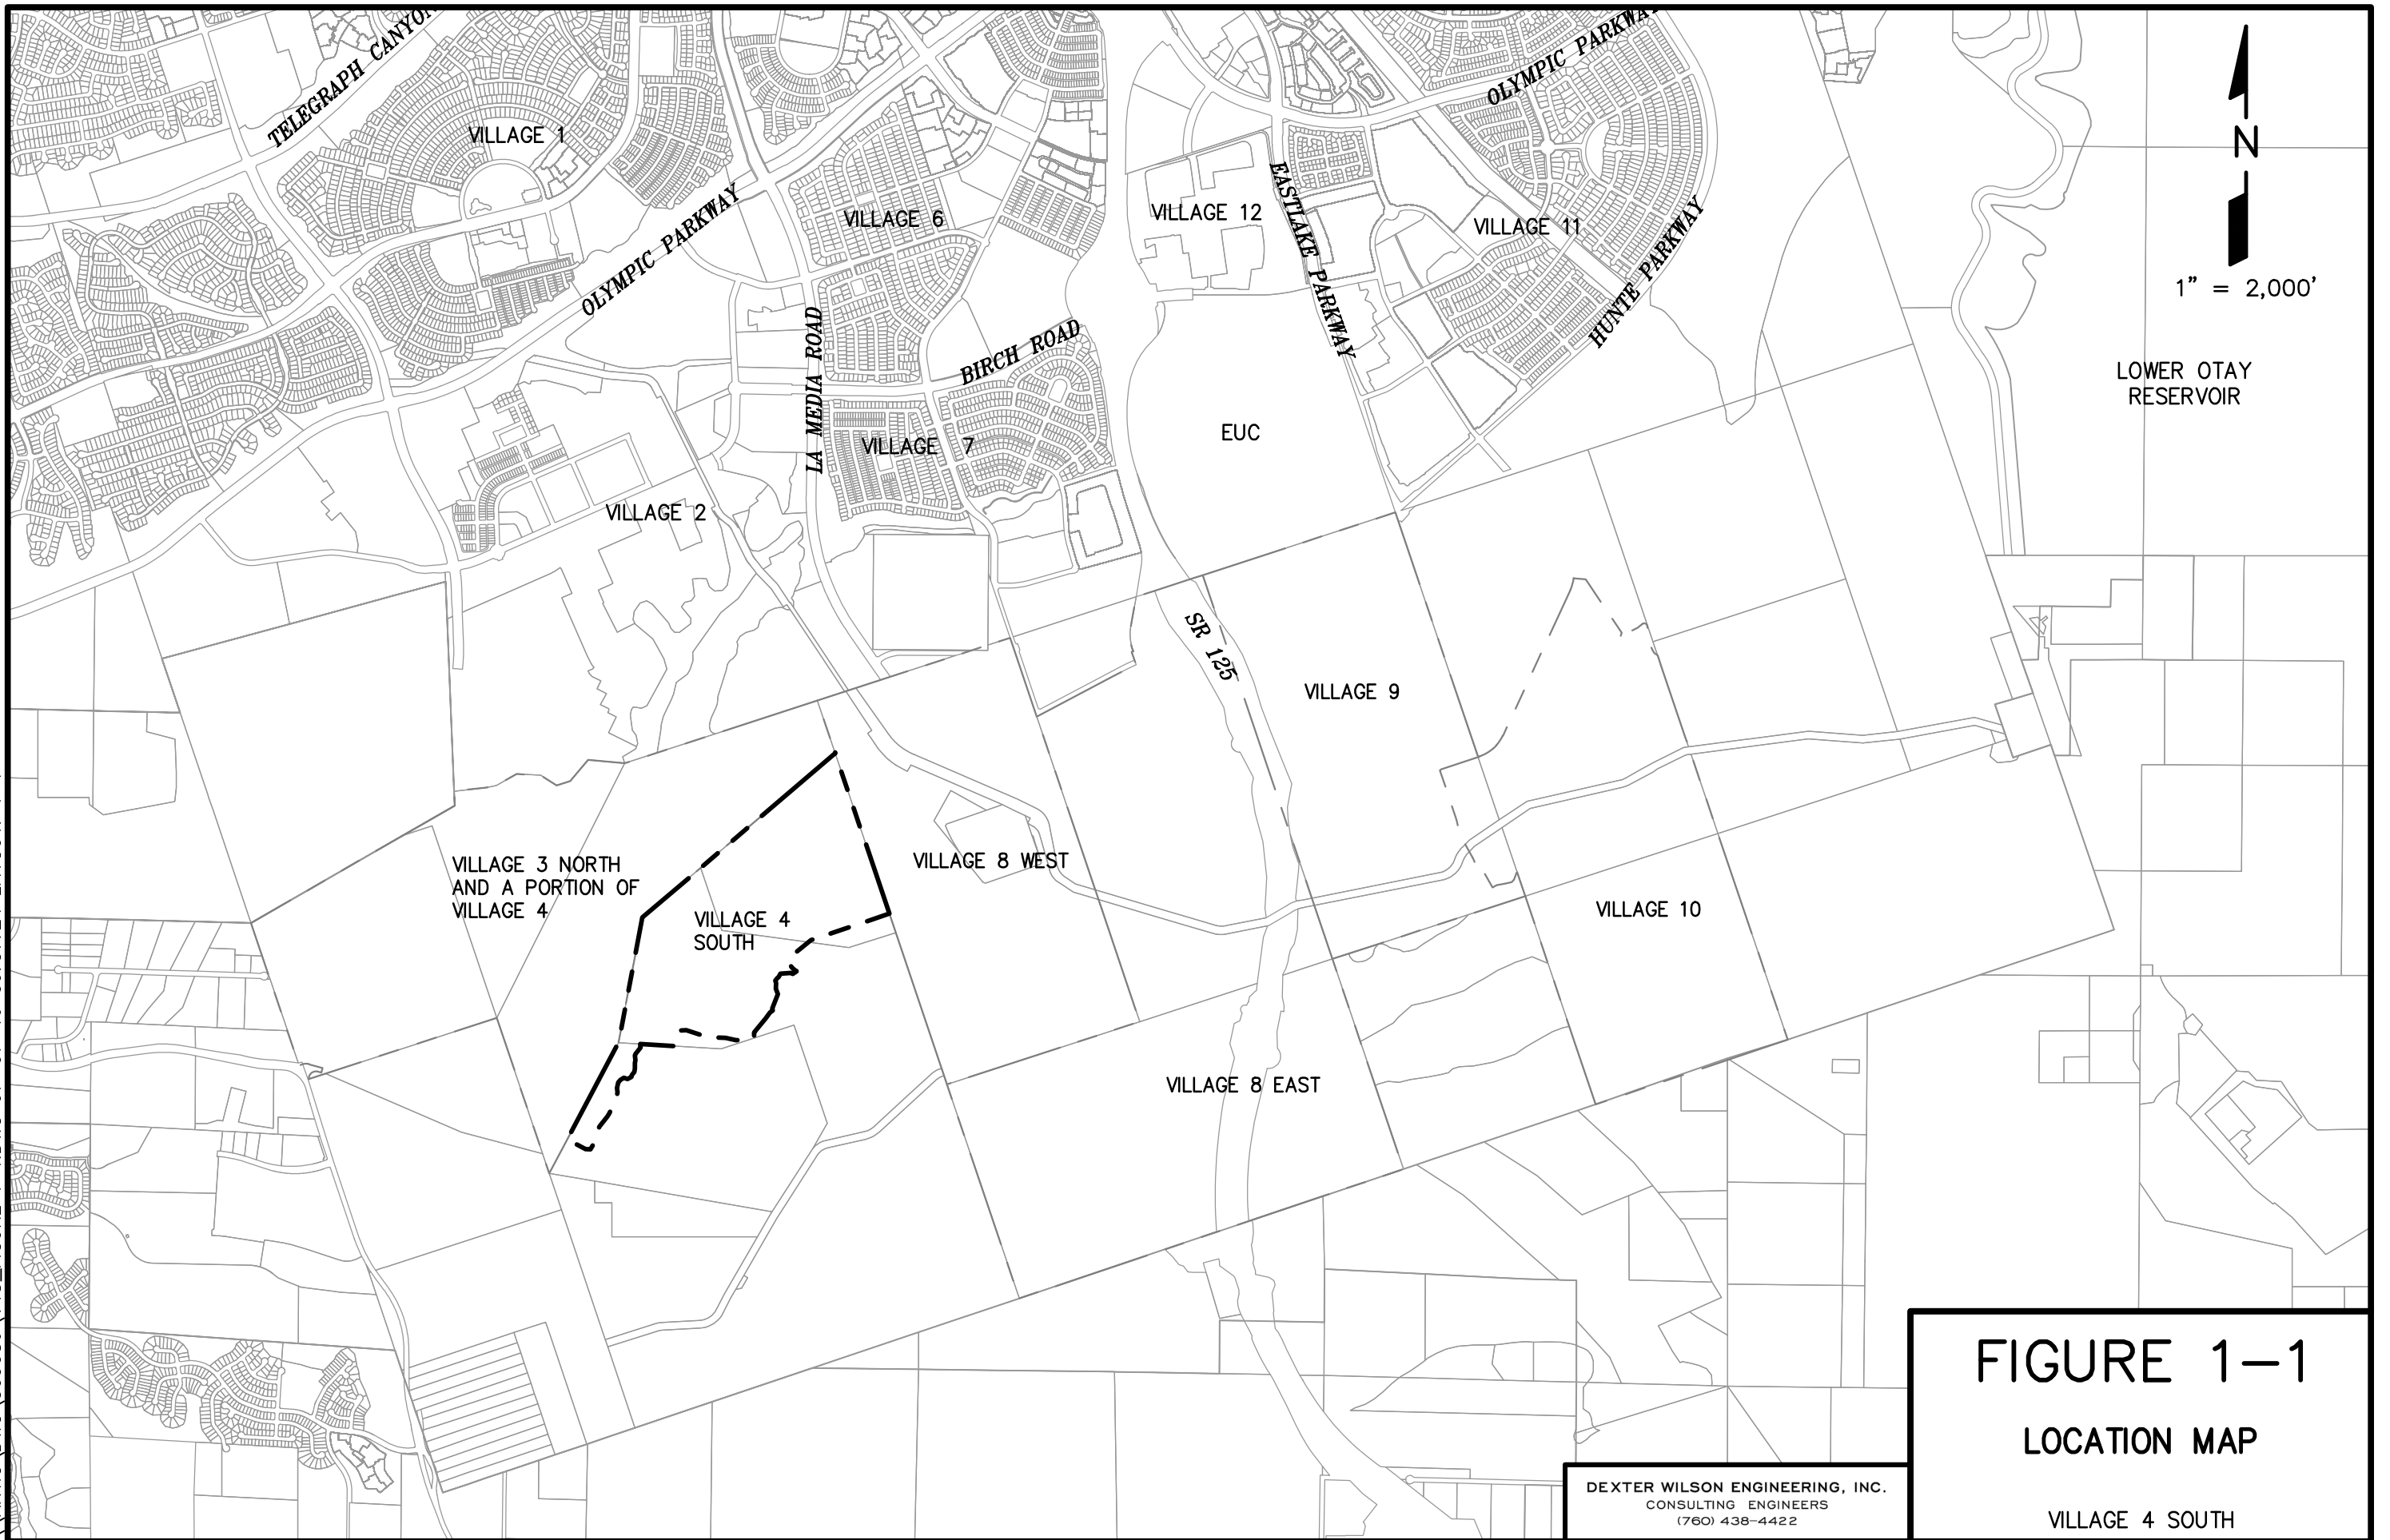 TELEGRAPH CANYON
OLYMPIC PARKWAY
VILLAGE 1
N
1" = 2,000'
VILLAGE 6
VILLAGE 12
EASTLAKE PARKWAY
VILLAGE 11
HUNTE PARKWAY
OLYMPIC PARKWAY
LA MEDIA ROAD
BIRCH ROAD
LOWER OTAY
RESERVOIR
EUC
VILLAGE 7
VILLAGE 2
SR 125
VILLAGE 9
VILLAGE 3 NORTH
AND A PORTION OF
VILLAGE 4
VILLAGE 8 WEST
VILLAGE 4
SOUTH
VILLAGE 10
VILLAGE 8 EAST
FIGURE 1-1
LOCATION MAP
VILLAGE 4 SOUTH
DEXTER WILSON ENGINEERING, INC.
CONSULTING ENGINEERS
(760) 438-4422